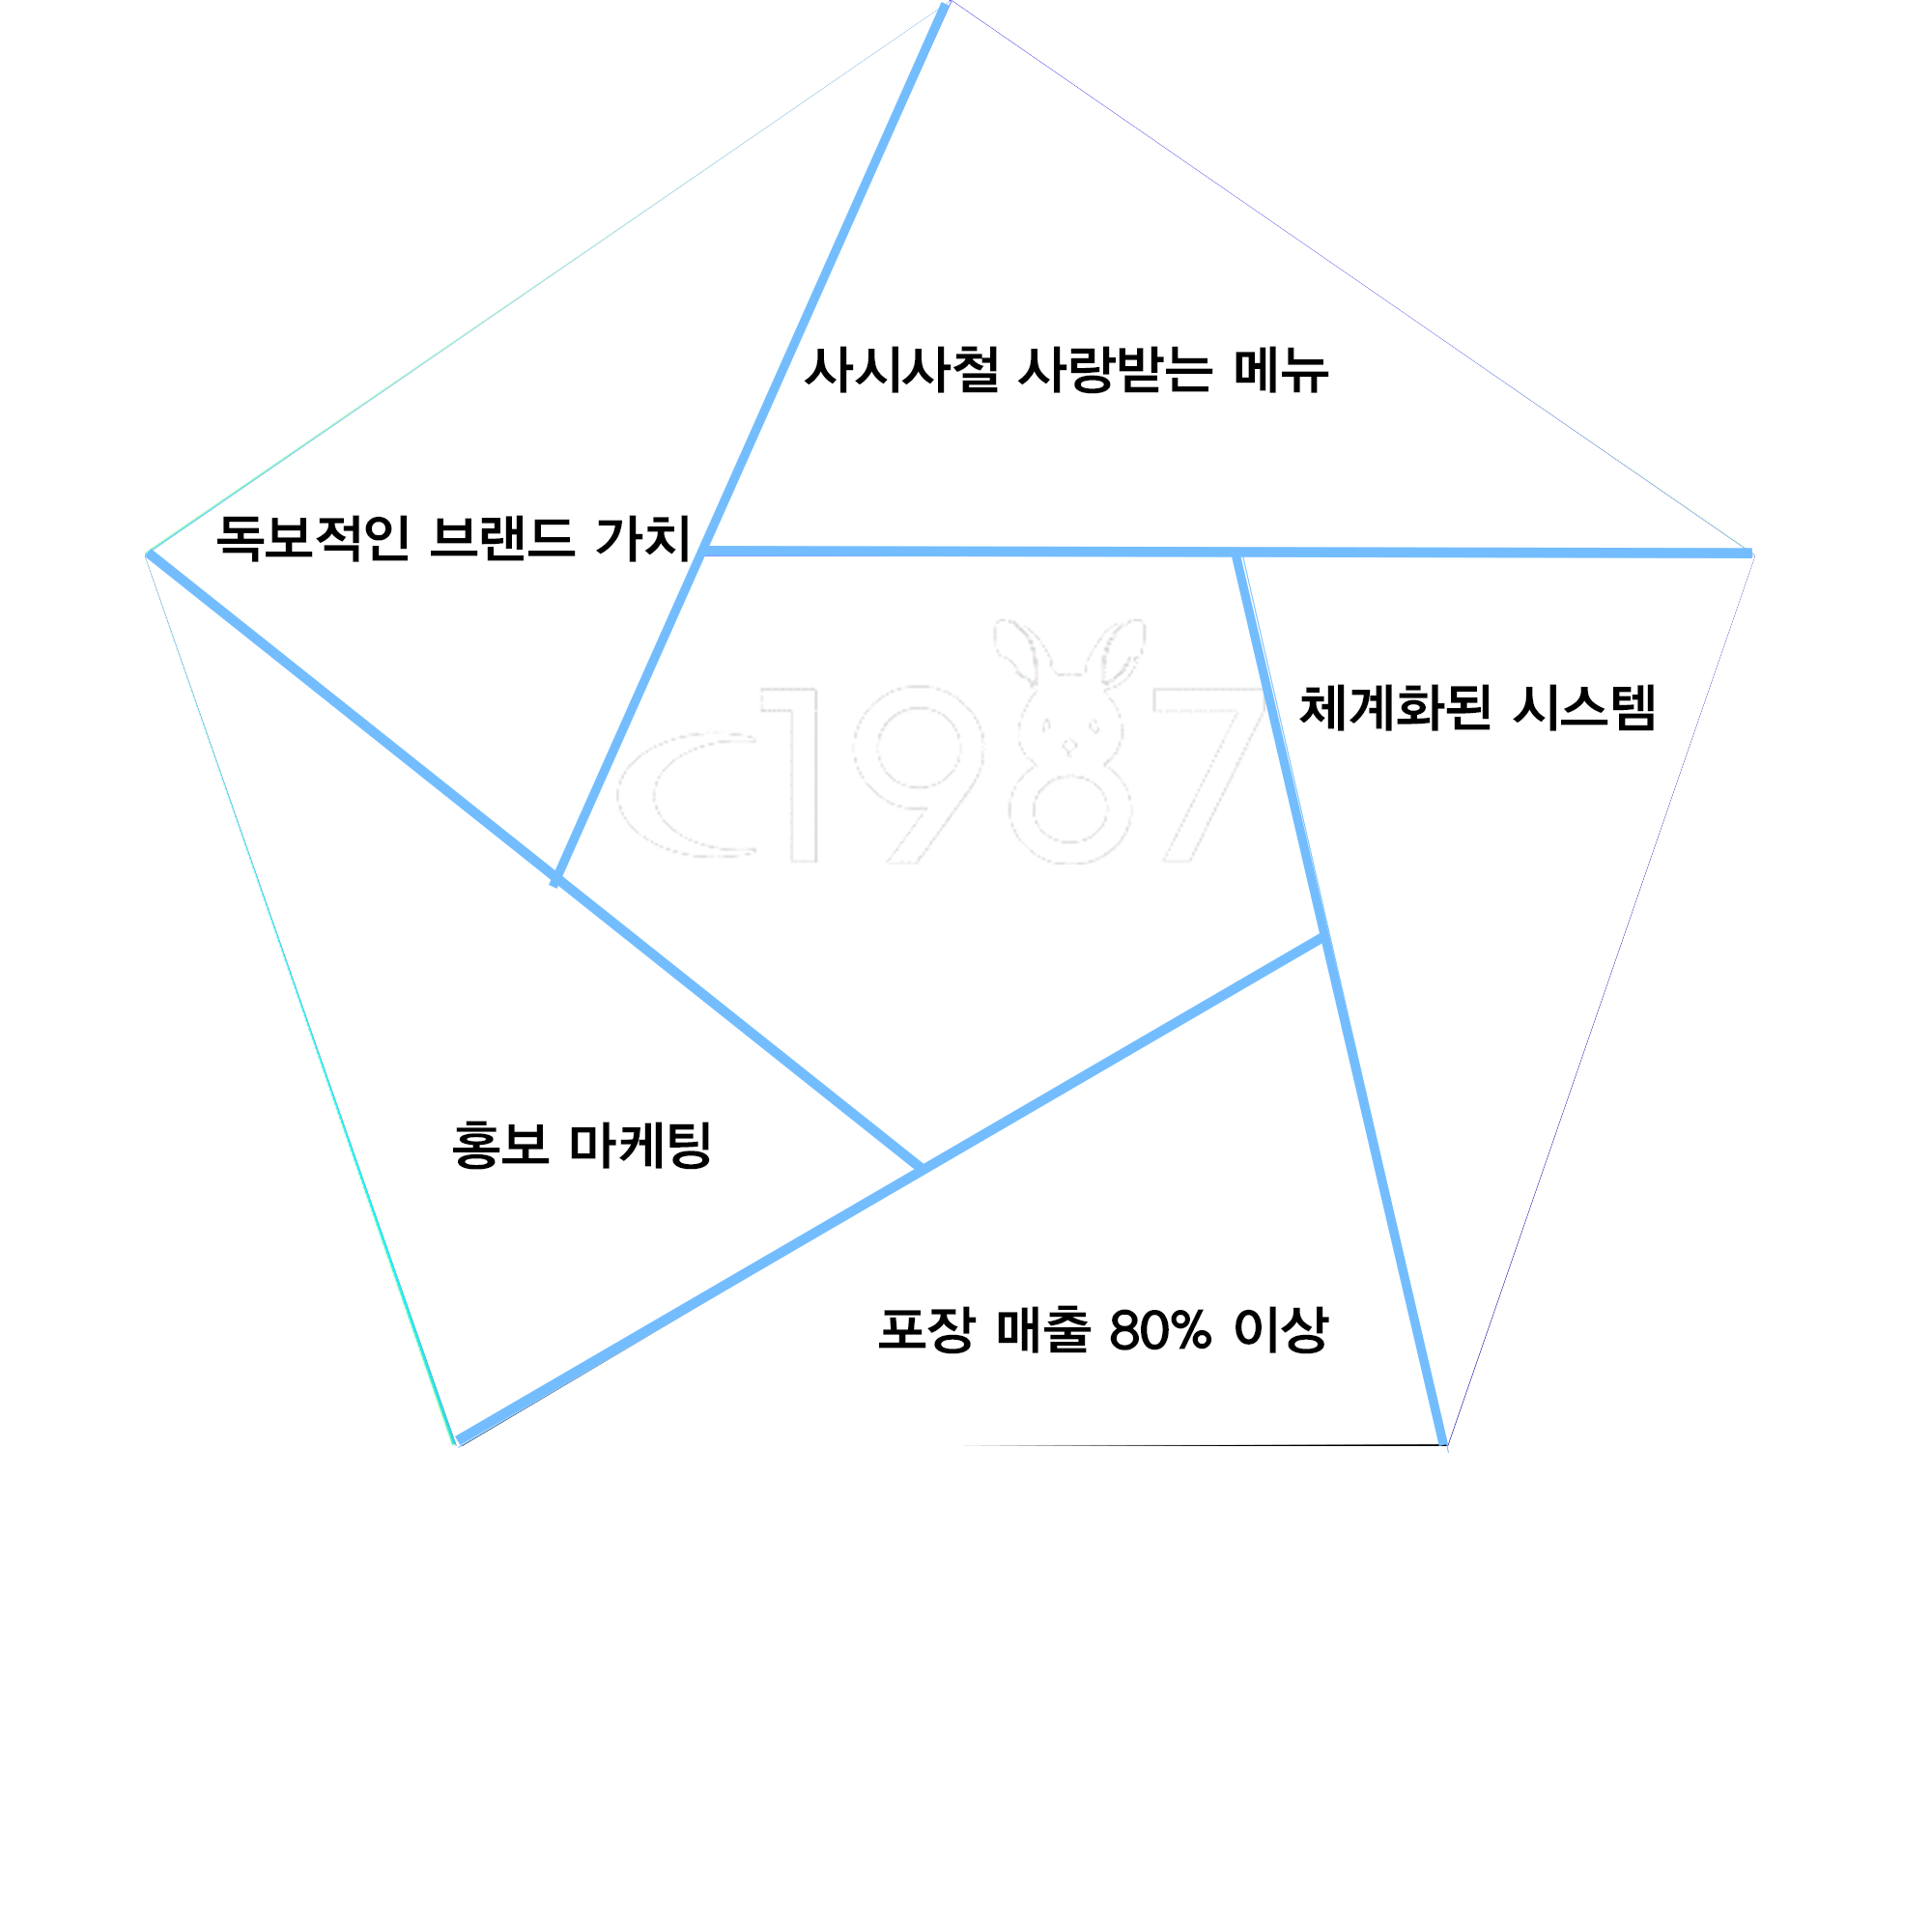 사시사철 사랑받는 메뉴
독보적인 브랜드 가치
C1987
체계화된 시스템
홍보 마케팅
포장 매출 80% 이상